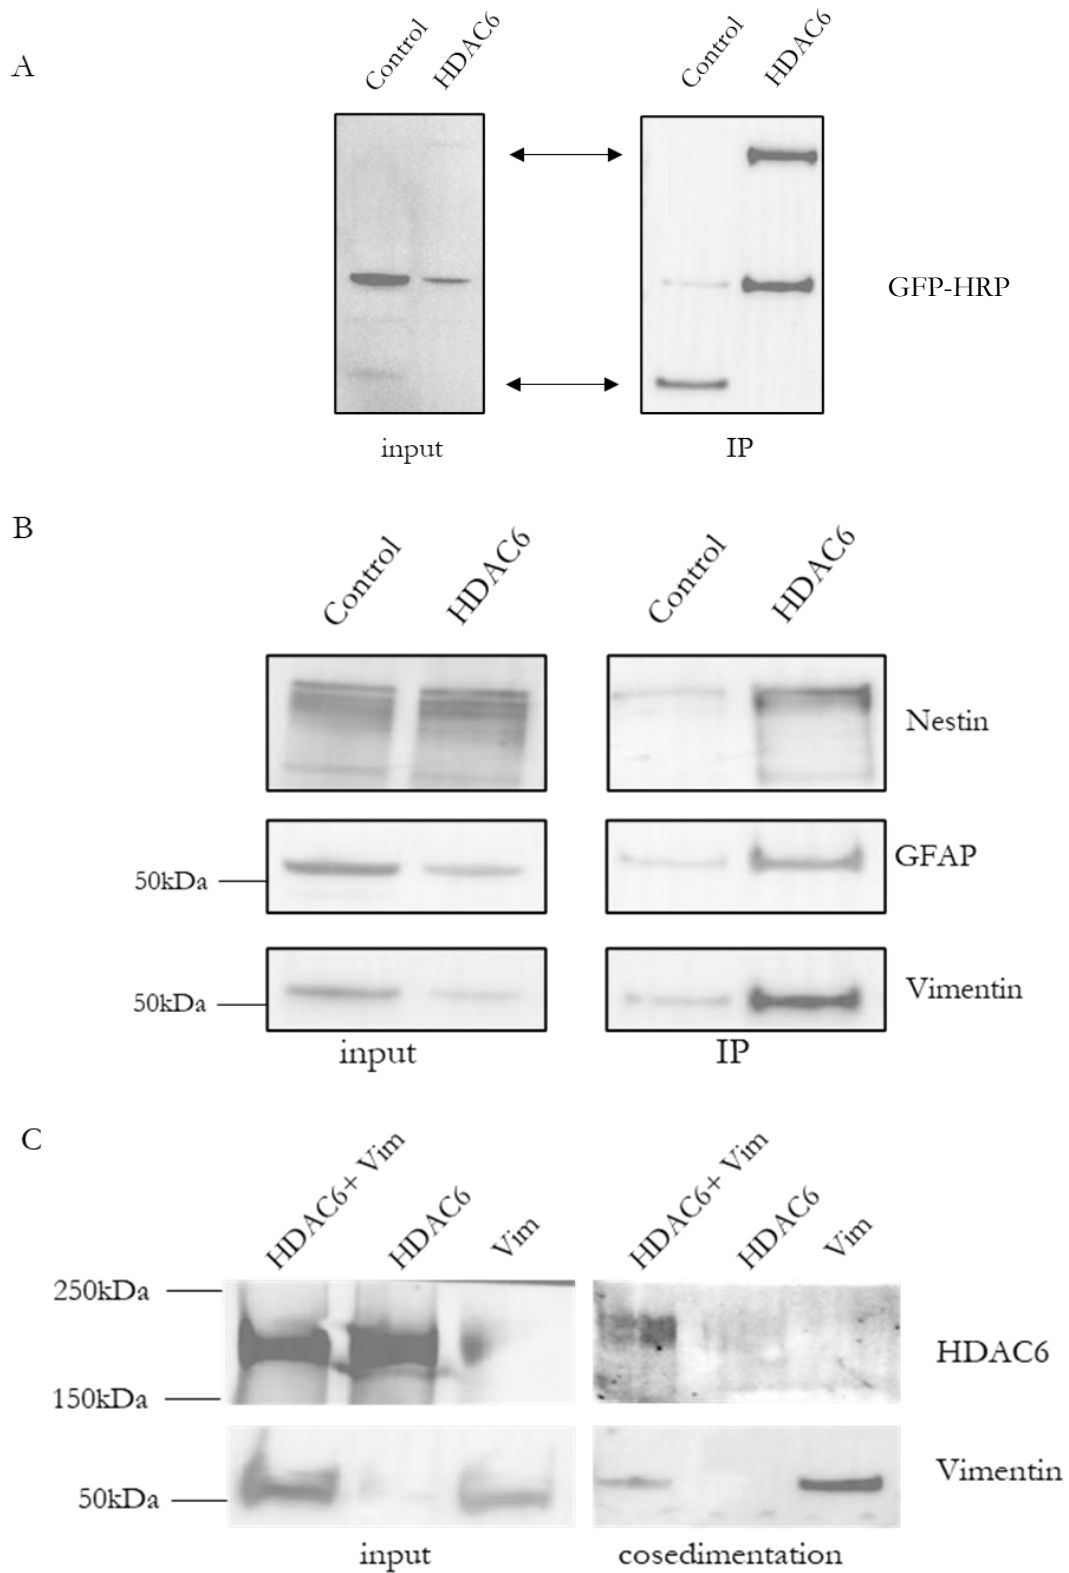 A
Control
HDAC6
Control
HDAC6
GFP-HRP
input
IP
B
Control
HDAC6
Control
HDAC6
Nestin
50kDa
GFAP
50kDa
Vimentin
input
IP
C
HDAC6+ Vim
HDAC6
Vim
HDAC6+ Vim
HDAC6
Vim
250kDa
HDAC6
150kDa
Vimentin
50kDa
input
cosedimentation